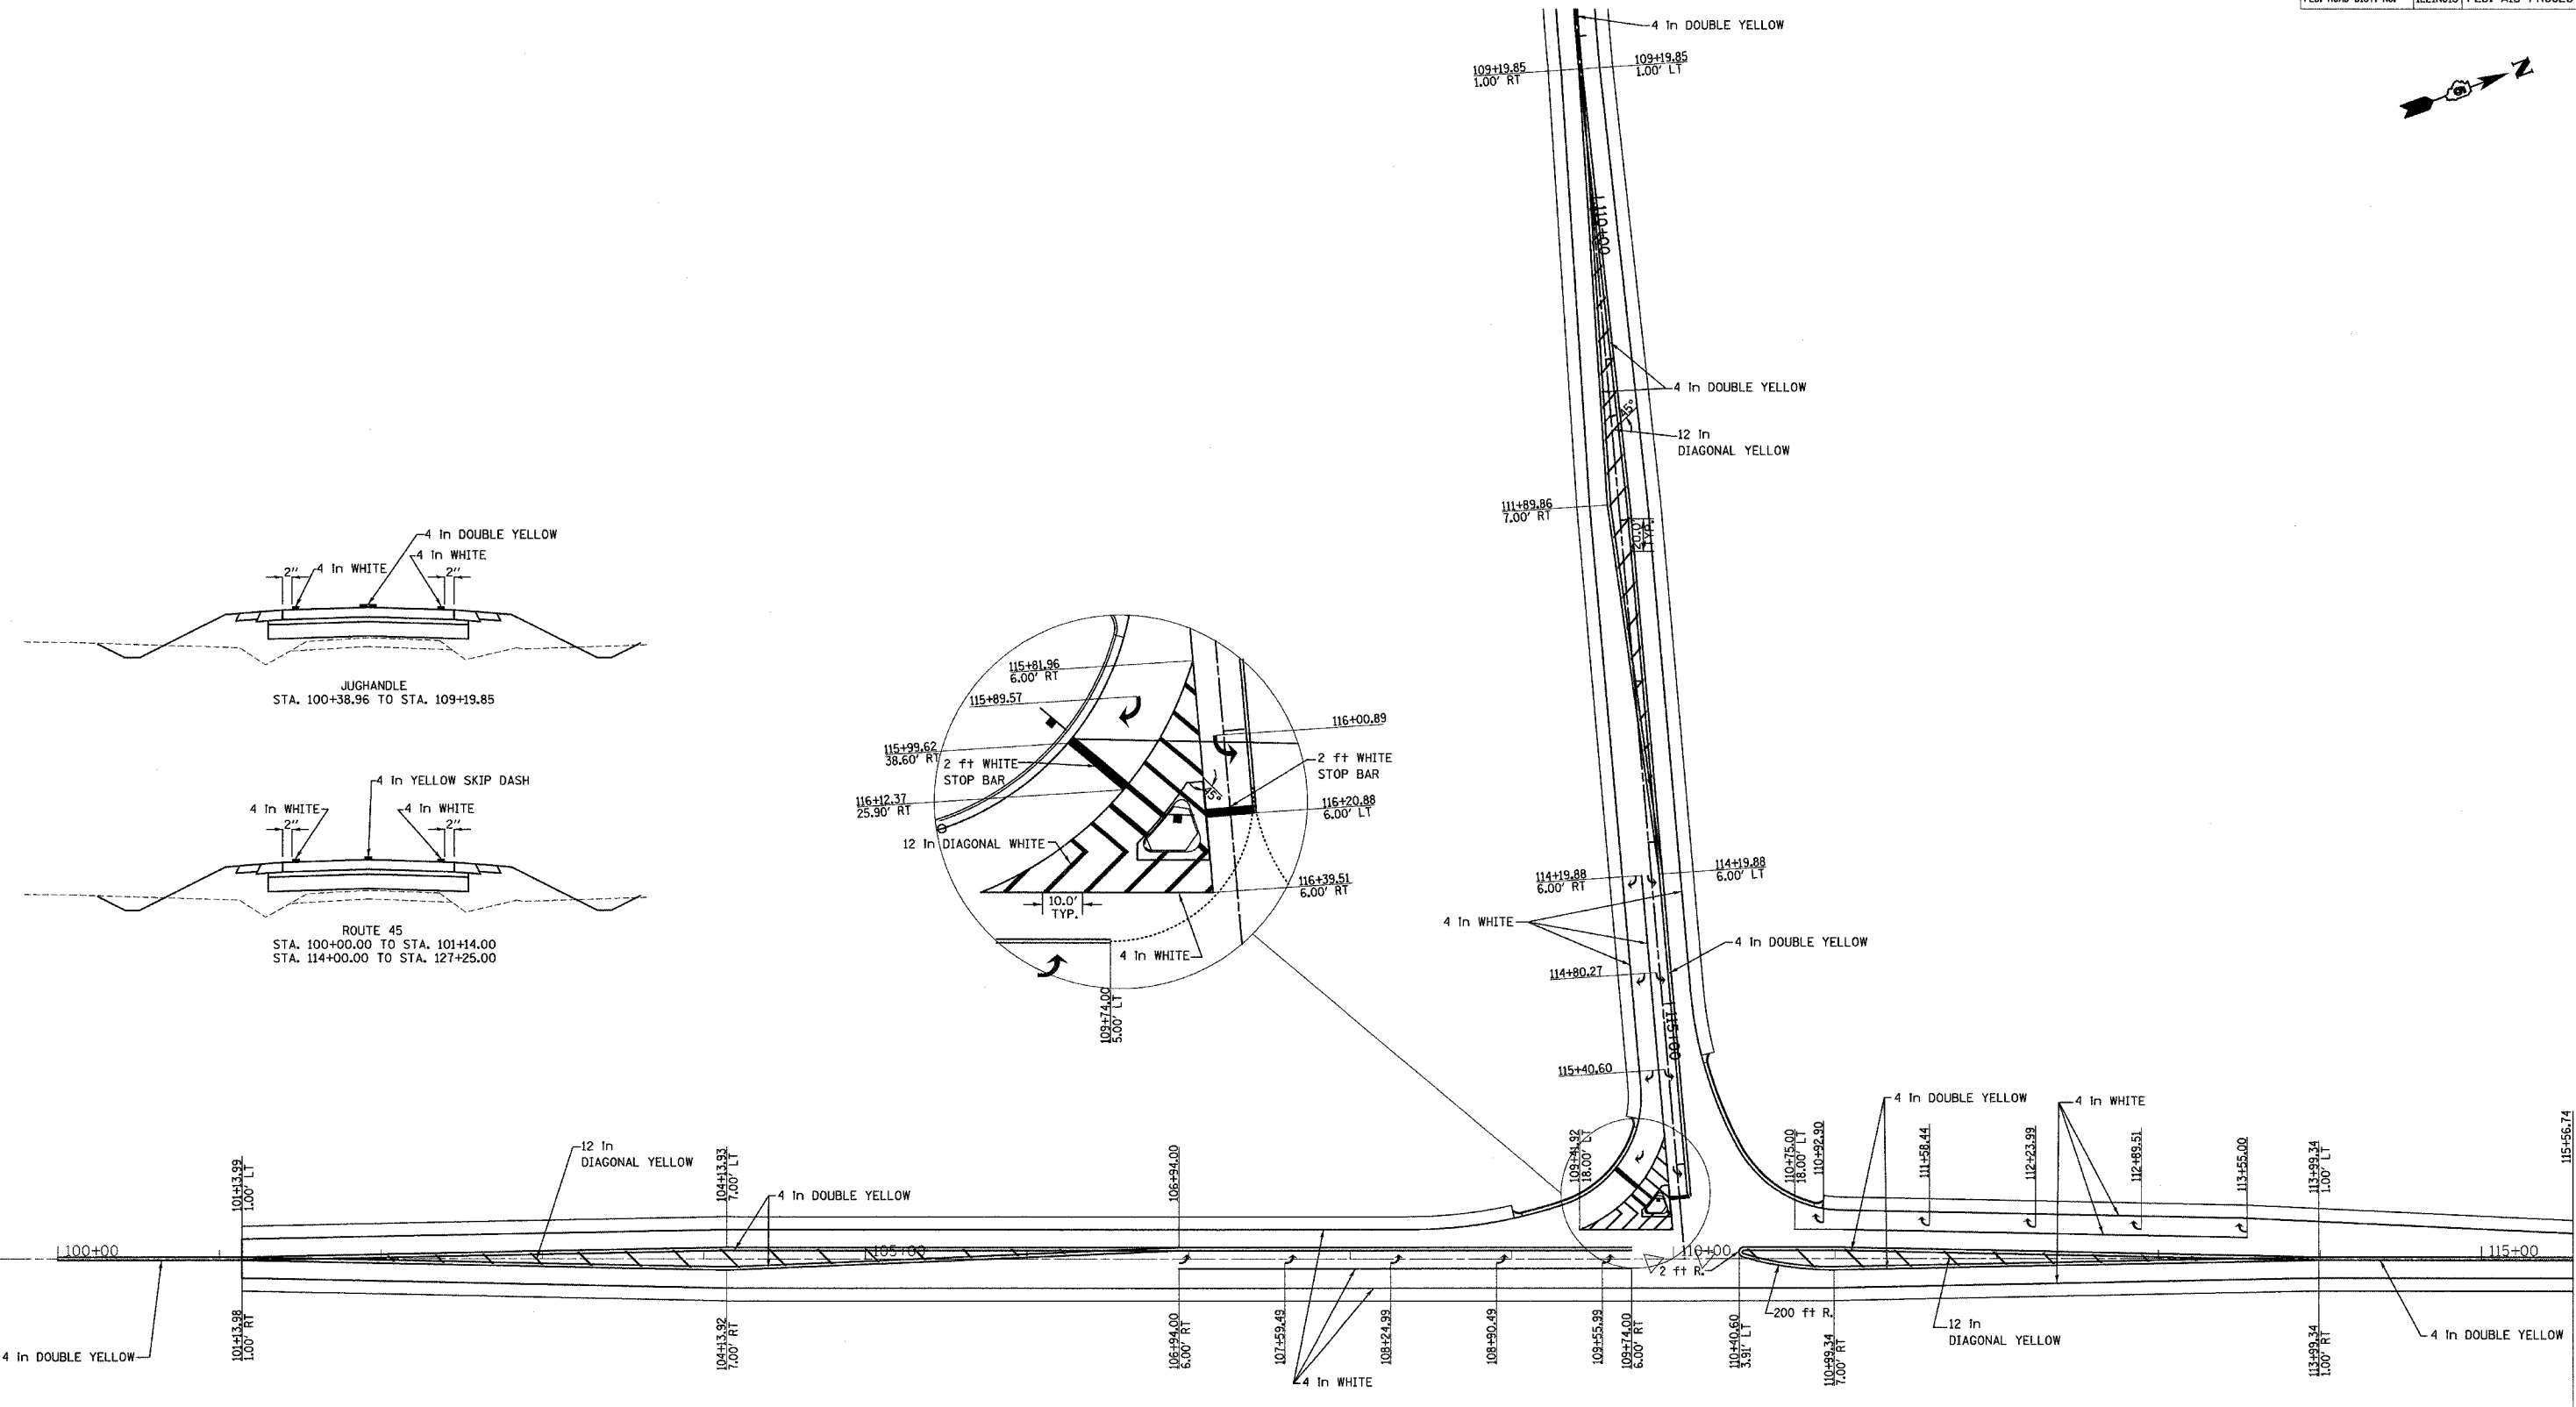 ILLINOIS
N
4 In DOUBLE YELLOW
109+19.85
1.00' RT
109+19.85
1.00' LT
110+00
4 In DOUBLE YELLOW
45°
12 In
DIAGONAL YELLOW
111+89.86
7.00' RT
20.0'
TYP.
4 In DOUBLE YELLOW
4 In WHITE
2"
4 In WHITE
2"
JUGHANDLE
STA. 100+38.96 TO STA. 109+19.85
4 In YELLOW SKIP DASH
4 In WHITE
4 In WHITE
2"
2"
ROUTE 45
STA. 100+00.00 TO STA. 101+14.00
STA. 114+00.00 TO STA. 127+25.00
115+81.96
6.00' RT
115+89.57
116+00.89
115+99.62
38.60' RT
2 ft WHITE
STOP BAR
2 ft WHITE
STOP BAR
45°
116+12.37
25.90' RT
116+20.88
6.00' LT
12 In DIAGONAL WHITE
116+39.51
6.00' RT
10.0'
TYP.
4 In WHITE
109+74.00
5.00' LT
114+19.88
6.00' RT
114+19.88
6.00' LT
4 In WHITE
4 In DOUBLE YELLOW
114+80.27
115+00
115+40.60
12 In
DIAGONAL YELLOW
4 In DOUBLE YELLOW
4 In DOUBLE YELLOW
4 In WHITE
101+13.99
1.00' LT
104+13.93
7.00' LT
106+94.00
109+41.92
18.00' LT
110+75.00
18.00' LT
110+92.90
111+58.44
112+23.99
112+89.51
113+55.00
113+99.34
1.00' LT
115+56.74
100+00
105+00
110+00
115+00
2 ft R.
200 ft R.
12 In
DIAGONAL YELLOW
4 In DOUBLE YELLOW
4 In DOUBLE YELLOW
101+13.98
1.00' RT
104+13.92
7.00' RT
106+94.00
6.00' RT
107+59.49
108+24.99
108+90.49
109+55.99
109+74.00
6.00' RT
110+40.60
3.91' LT
110+99.34
7.00' RT
113+99.34
1.00' RT
4 In WHITE